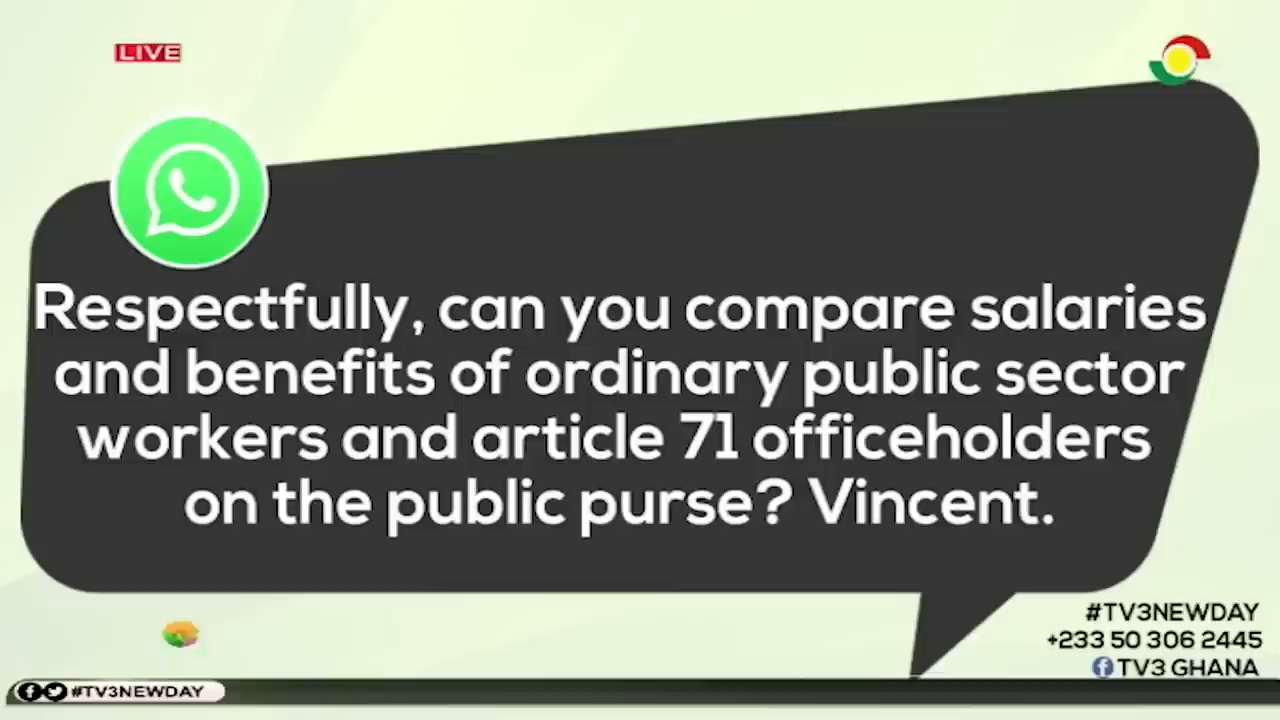 LIVE
Respectfully, can you compare salaries
and benefits of ordinary public sector
workers and article 71 officeholders
on the public purse? Vincent.
#TV3NEWDAY
+233 50 306 2445
TV3 GHANA
#TV3NEWDAY